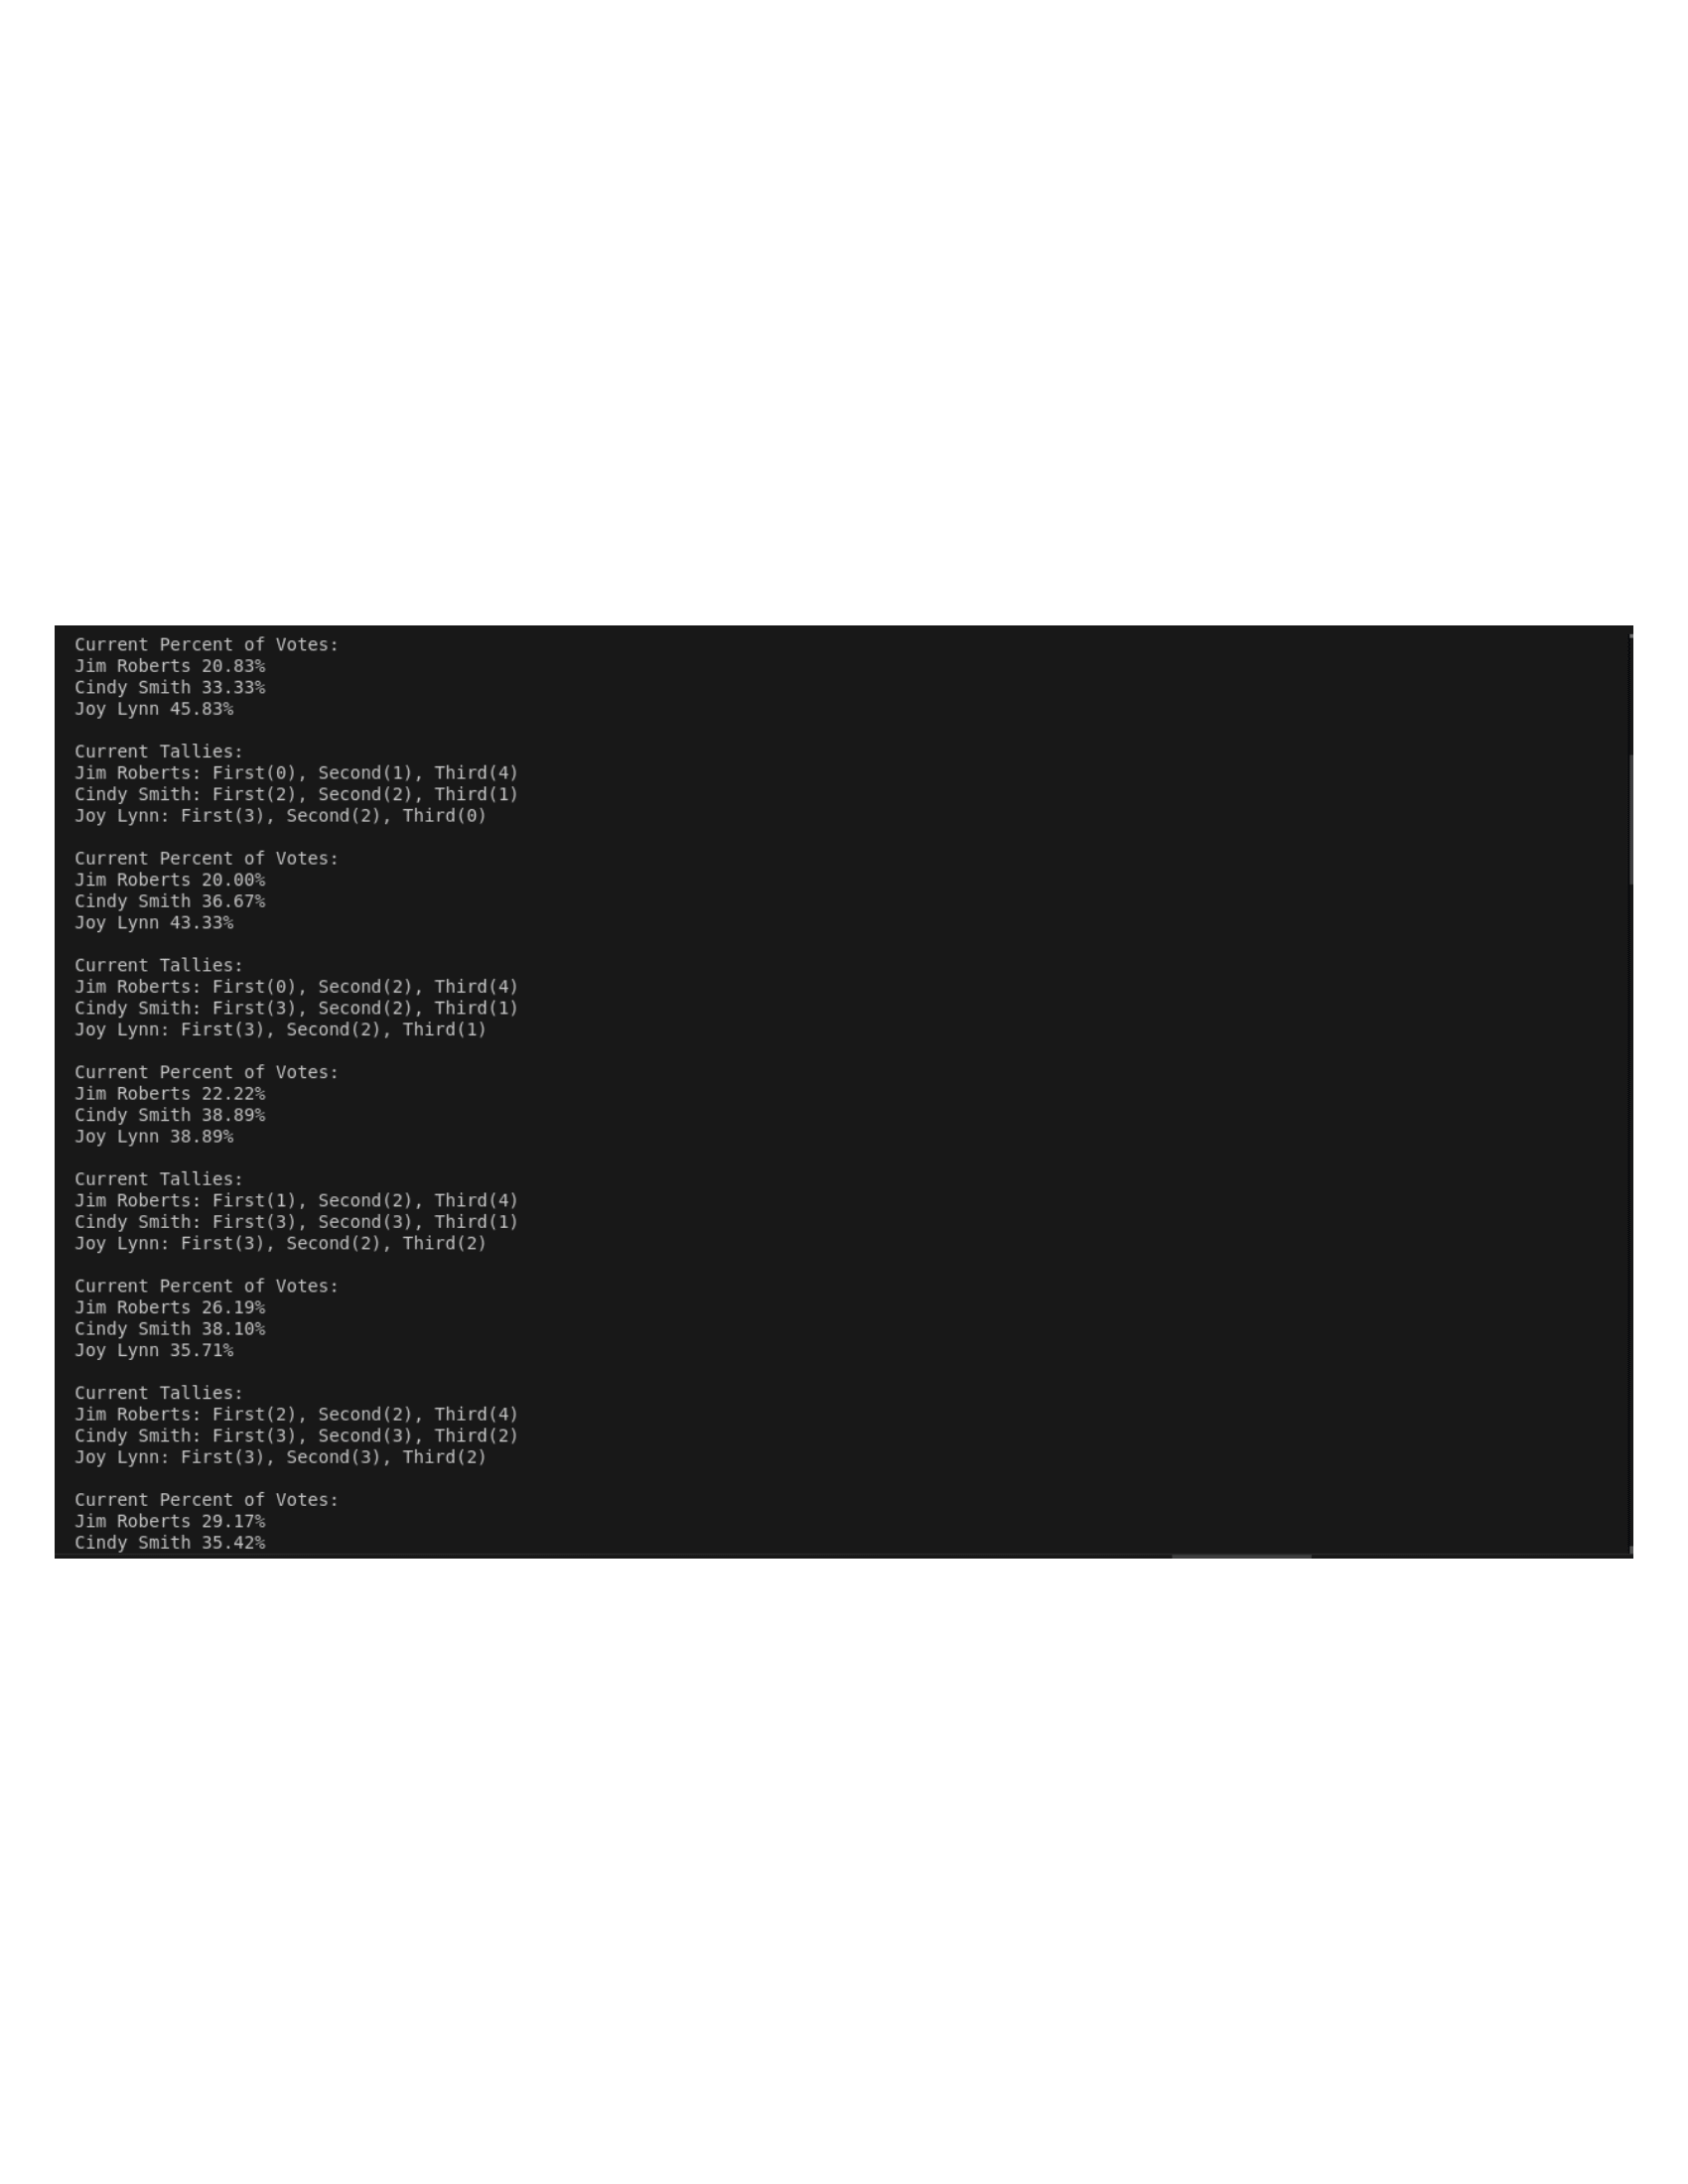 Current Percent of Votes:
Jim Roberts 20.83%
Cindy Smith 33.33%
Joy Lynn 45.83%
Current Tallies:
Jim Roberts: First(0), Second(1), Third(4)
Cindy Smith: First(2), Second(2), Third(1)
Joy Lynn: First(3), Second(2), Third(0)
Current Percent of Votes:
Jim Roberts 20.00%
Cindy Smith 36.67%
Joy Lynn 43.33%
Current Tallies:
Jim Roberts: First(0), Second(2), Third(4)
Cindy Smith: First(3), Second(2), Third(1)
Joy Lynn: First(3), Second(2), Third(1)
Current Percent of Votes:
Jim Roberts 22.22%
Cindy Smith 38.89%
Joy Lynn 38.89%
Current Tallies:
Jim Roberts: First(1), Second(2), Third(4)
Cindy Smith: First(3), Second(3), Third(1)
Joy Lynn: First(3), Second(2), Third(2)
Current Percent of Votes:
Jim Roberts 26.19%
Cindy Smith 38.10%
Joy Lynn 35.71%
Current Tallies:
Jim Roberts: First(2), Second(2), Third(4)
Cindy Smith: First(3), Second(3), Third(2)
Joy Lynn: First(3), Second(3), Third(2)
Current Percent of Votes:
Jim Roberts 29.17%
Cindy Smith 35.42%